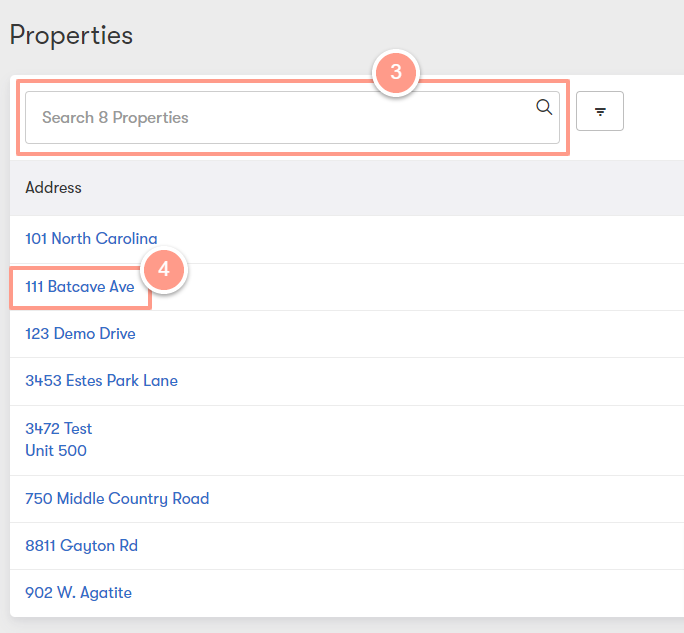 Properties
3
Search 8 Properties
Address
101 North Carolina
4
111 Batcave Ave
123 Demo Drive
3453 Estes Park Lane
3472 Test
Unit 500
750 Middle Country Road
8811 Gayton Rd
902 W. Agatite